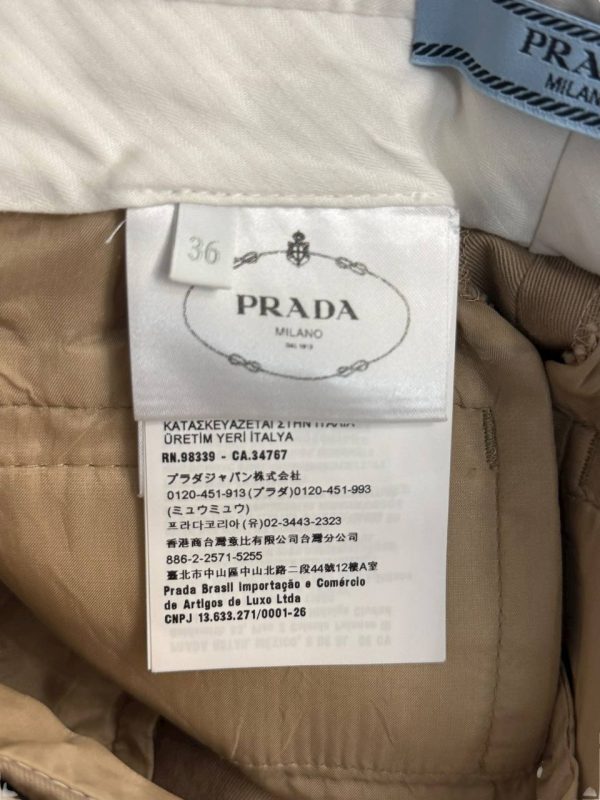 PRADA
MILANO
36
PRADA
MILANO
DAL 1913
ΚΑΤΑΣΚΕΥΑΖΕΤΑΙ ΣΤΗΝ ΙΤΑΛΙΑ
ÜRETİM YERİ İTALYA
RN.98339 - CA.34767
プラダジャパン株式会社
0120-451-913 (プラダ) 0120-451-993
(ミュウミュウ)
프라다코리아 (유) 02-3443-2323
香港商台灣意比有限公司台灣分公司
886-2-2571-5255
臺北市中山區中山北路二段44號12樓A室
Prada Brasil Importação e Comércio
de Artigos de Luxo Ltda
CNPJ 13.633.271/0001-26